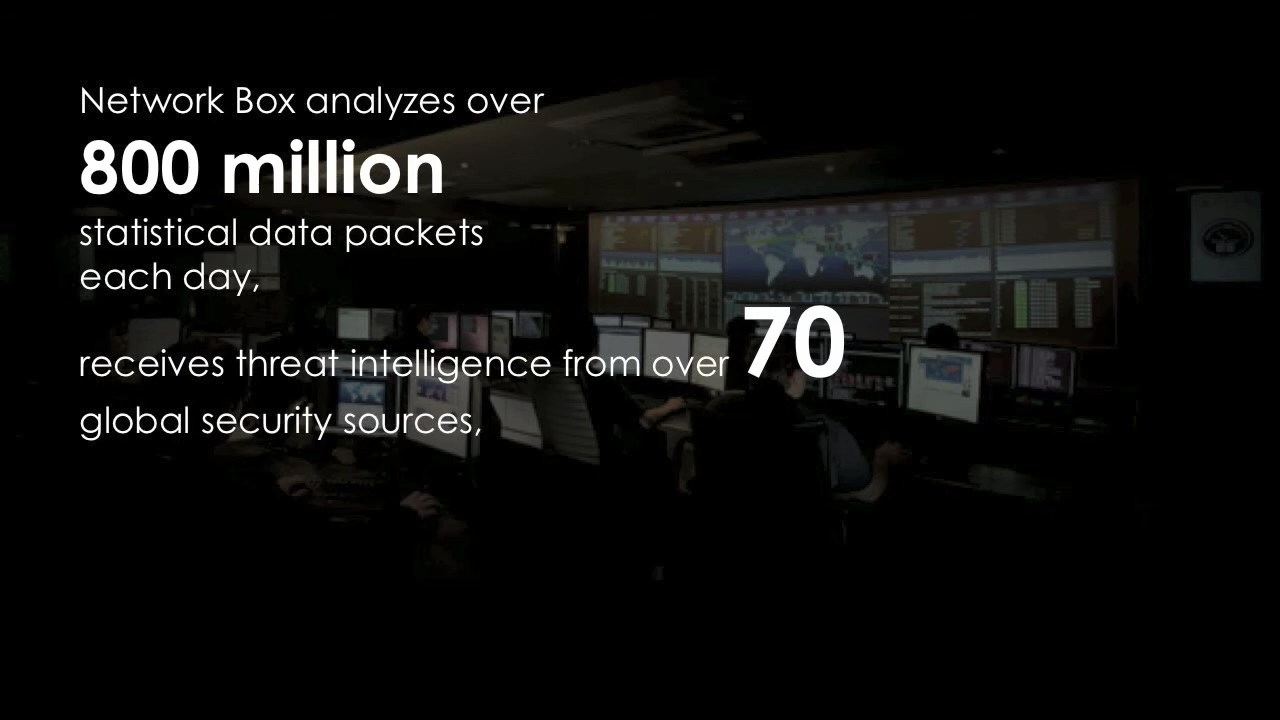 Network Box analyzes over
800 million
statistical data packets
each day,
receives threat intelligence from over 70
global security sources,